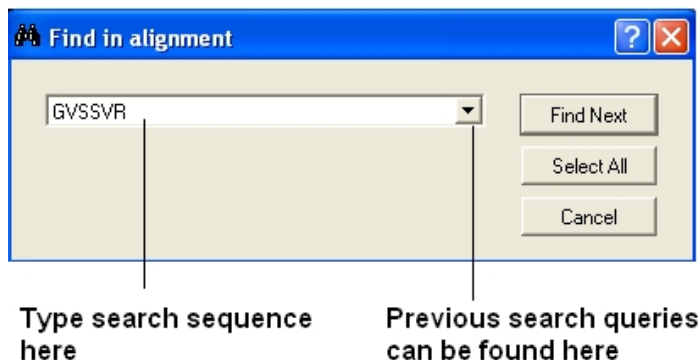 Find in alignment
?
GVSSVR
Find Next
Select All
Cancel
Type search sequence
here
Previous search queries
can be found here